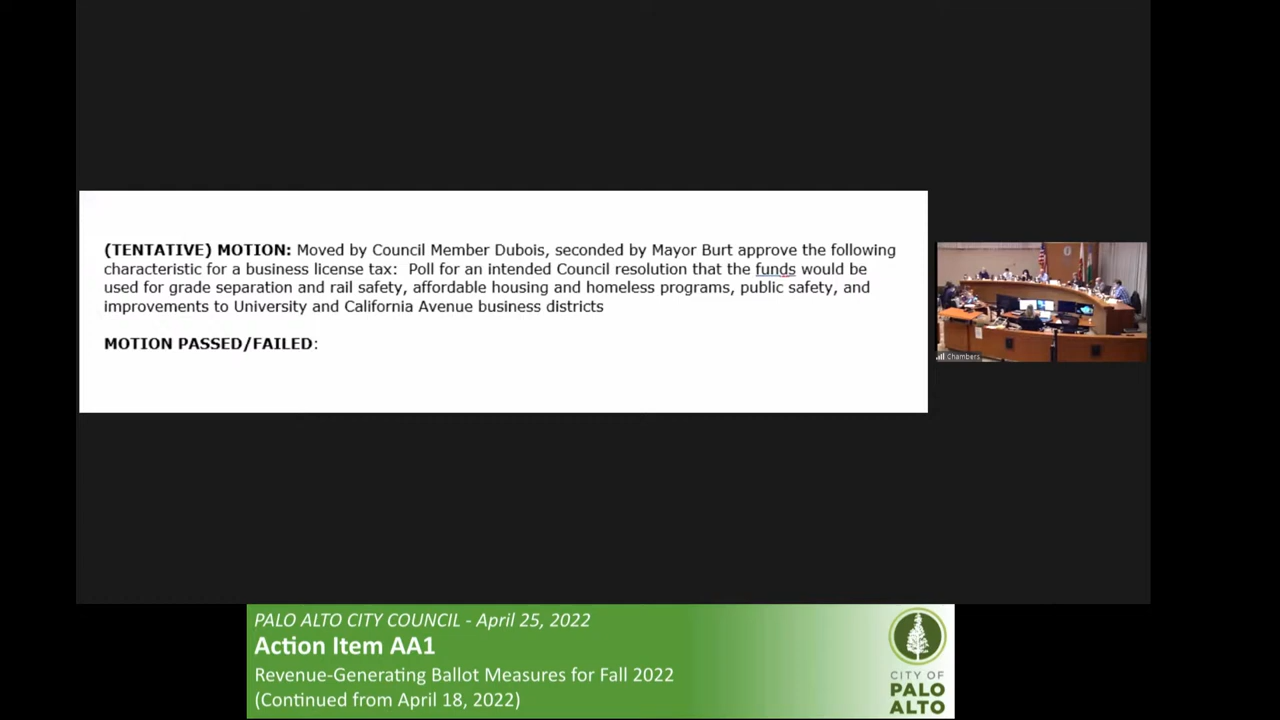 (TENTATIVE) MOTION: Moved by Council Member Dubois, seconded by Mayor Burt approve the following
characteristic for a business license tax: Poll for an intended Council resolution that the funds would be
used for grade separation and rail safety, affordable housing and homeless programs, public safety, and
improvements to University and California Avenue business districts
MOTION PASSED/FAILED:
Chambers
PALO ALTO CITY COUNCIL - April 25, 2022
Action Item AA1
Revenue-Generating Ballot Measures for Fall 2022
(Continued from April 18, 2022)
CITY OF
PALO
ALTO